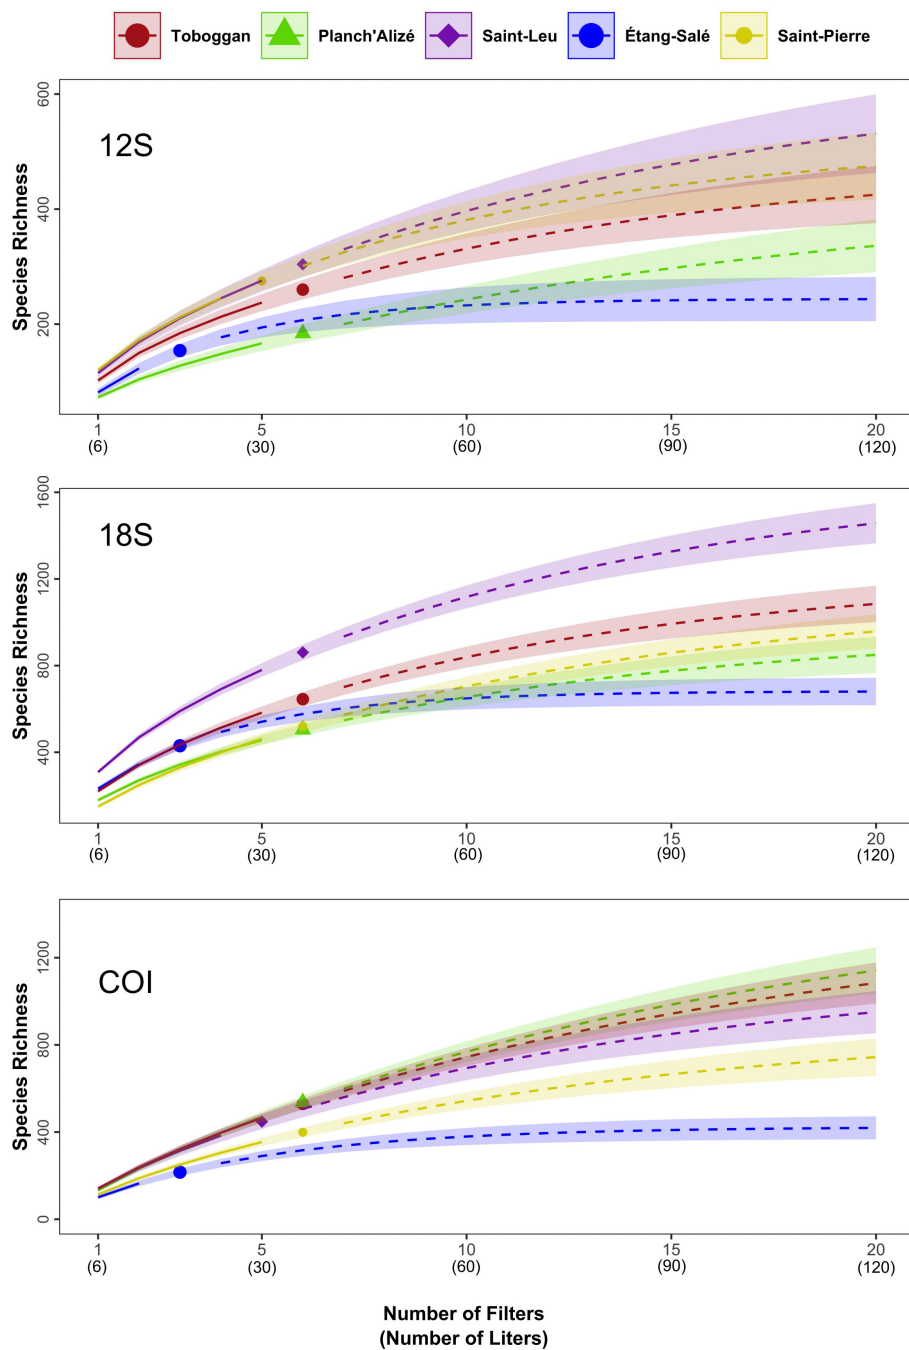 Toboggan Planch'Alizé Saint-Leu Étang-Salé Saint-Pierre
12S
Species Richness
600
400
200
1 5 10 15 20
(6) (30) (60) (90) (120)
18S
Species Richness
1600
1200
800
400
1 5 10 15 20
(6) (30) (60) (90) (120)
COI
Species Richness
1200
800
400
0
1 5 10 15 20
(6) (30) (60) (90) (120)
Number of Filters
(Number of Liters)